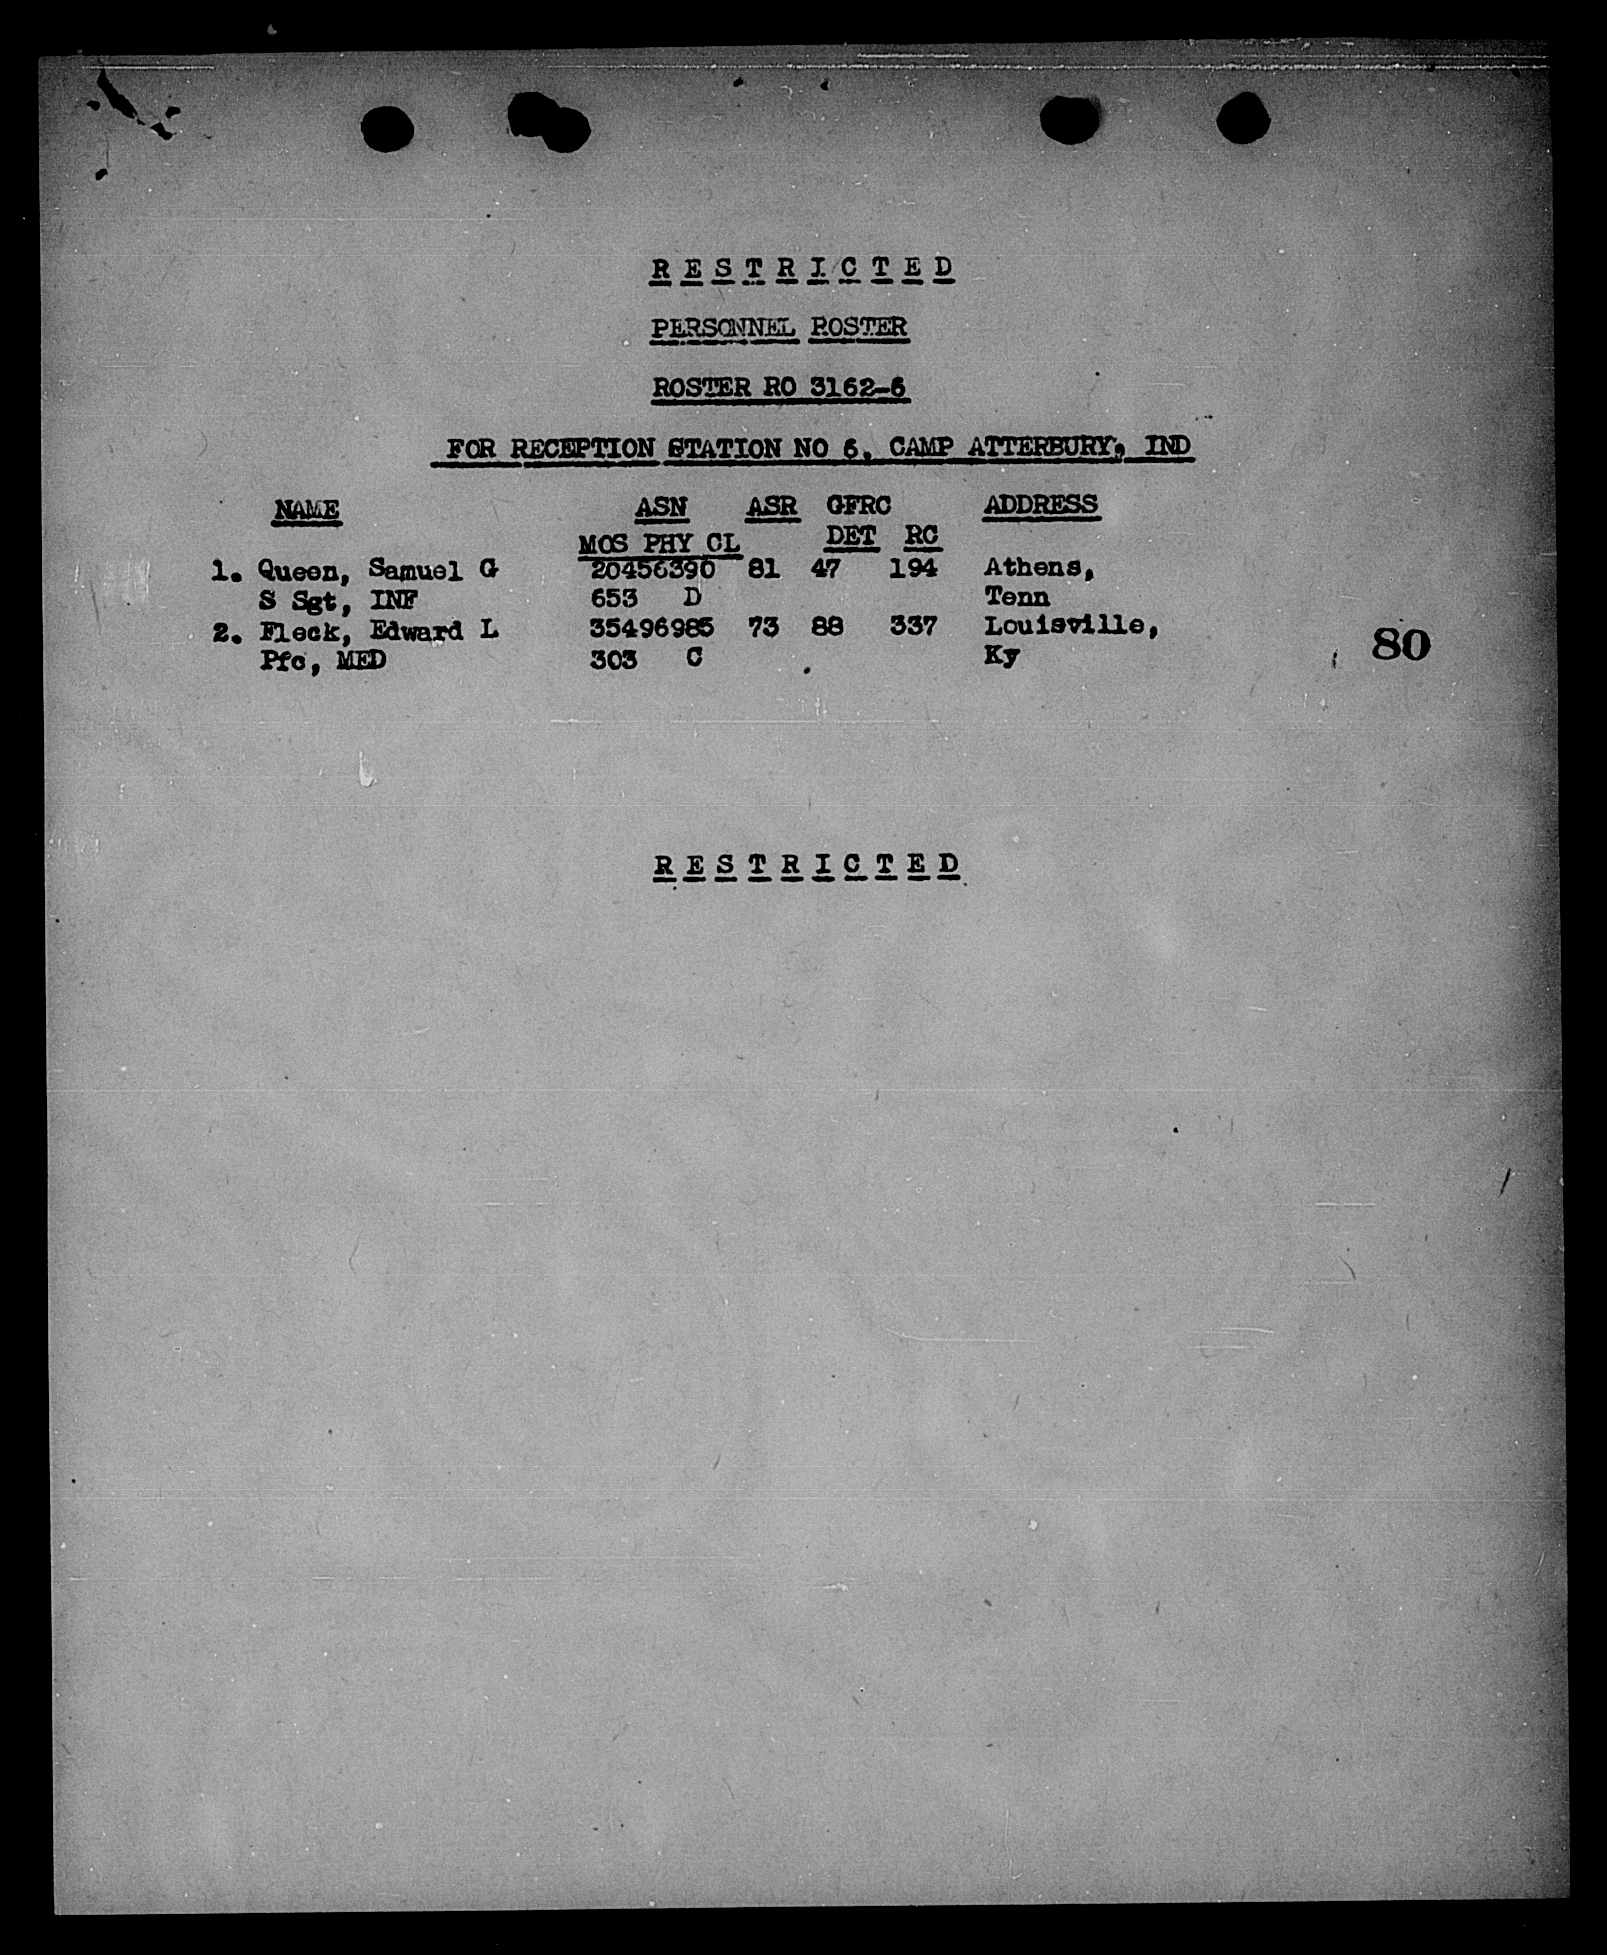 R E S T R I C T E D
PERSONNEL ROSTER
ROSTER RO 3162-6
FOR RECEPTION STATION NO 6, CAMP ATTERBURY, IND
NAME ASN ASR GFRC ADDRESS
MOS PHY CL DET RC
1. Queen, Samuel G 20456390 81 47 194 Athens,
S Sgt, INF 653 D Tenn
2. Fleck, Edward L 35496985 73 88 337 Louisville,
Pfc, MED 303 C Ky
80
R E S T R I C T E D